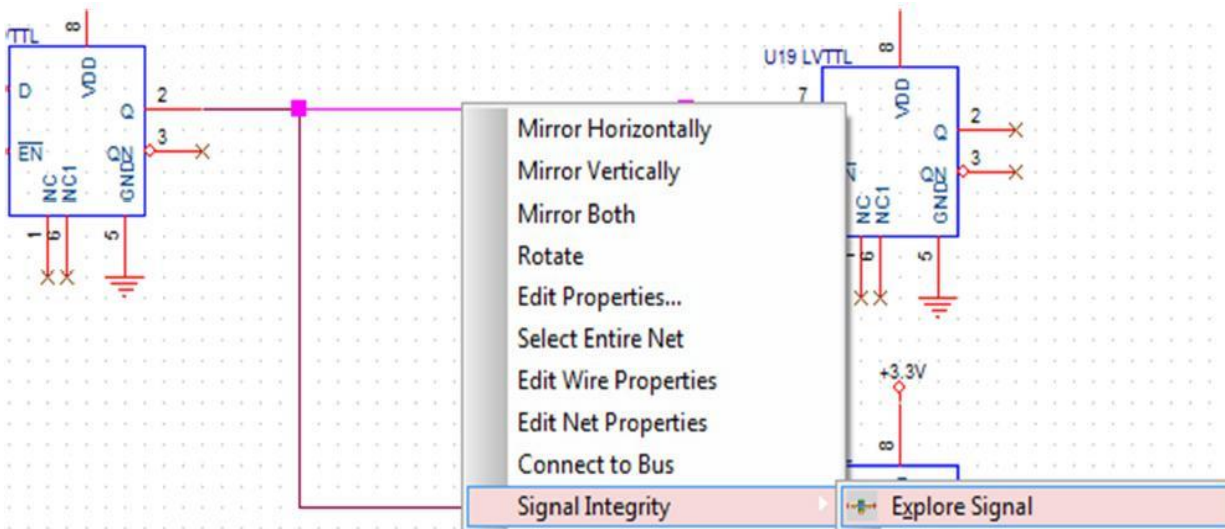 TTL
8
D
VDD
Q
2
EN
QN
3
NC
NC1
GND
1
6
5
U19 LVTTL
8
7
VDD
Q
2
QN
3
NC
NC1
GND
6
5
Mirror Horizontally
Mirror Vertically
Mirror Both
Rotate
Edit Properties...
Select Entire Net
Edit Wire Properties
Edit Net Properties
Connect to Bus
Signal Integrity
Explore Signal
+3.3V
8